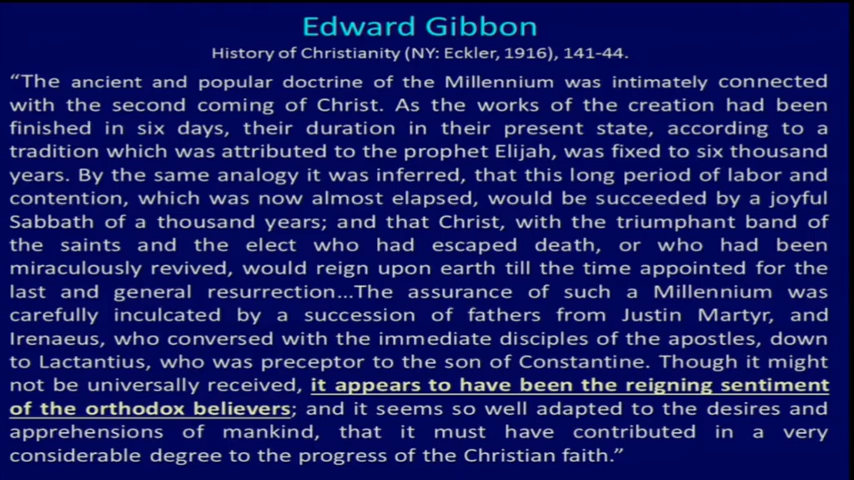 Edward Gibbon
History of Christianity (NY: Eckler, 1916), 141-44.
“The ancient and popular doctrine of the Millennium was intimately connected
with the second coming of Christ. As the works of the creation had been
finished in six days, their duration in their present state, according to a
tradition which was attributed to the prophet Elijah, was fixed to six thousand
years. By the same analogy it was inferred, that this long period of labor and
contention, which was now almost elapsed, would be succeeded by a joyful
Sabbath of a thousand years; and that Christ, with the triumphant band of
the saints and the elect who had escaped death, or who had been
miraculously revived, would reign upon earth till the time appointed for the
last and general resurrection…The assurance of such a Millennium was
carefully inculcated by a succession of fathers from Justin Martyr, and
Irenaeus, who conversed with the immediate disciples of the apostles, down
to Lactantius, who was preceptor to the son of Constantine. Though it might
not be universally received, it appears to have been the reigning sentiment
of the orthodox believers; and it seems so well adapted to the desires and
apprehensions of mankind, that it must have contributed in a very
considerable degree to the progress of the Christian faith.”